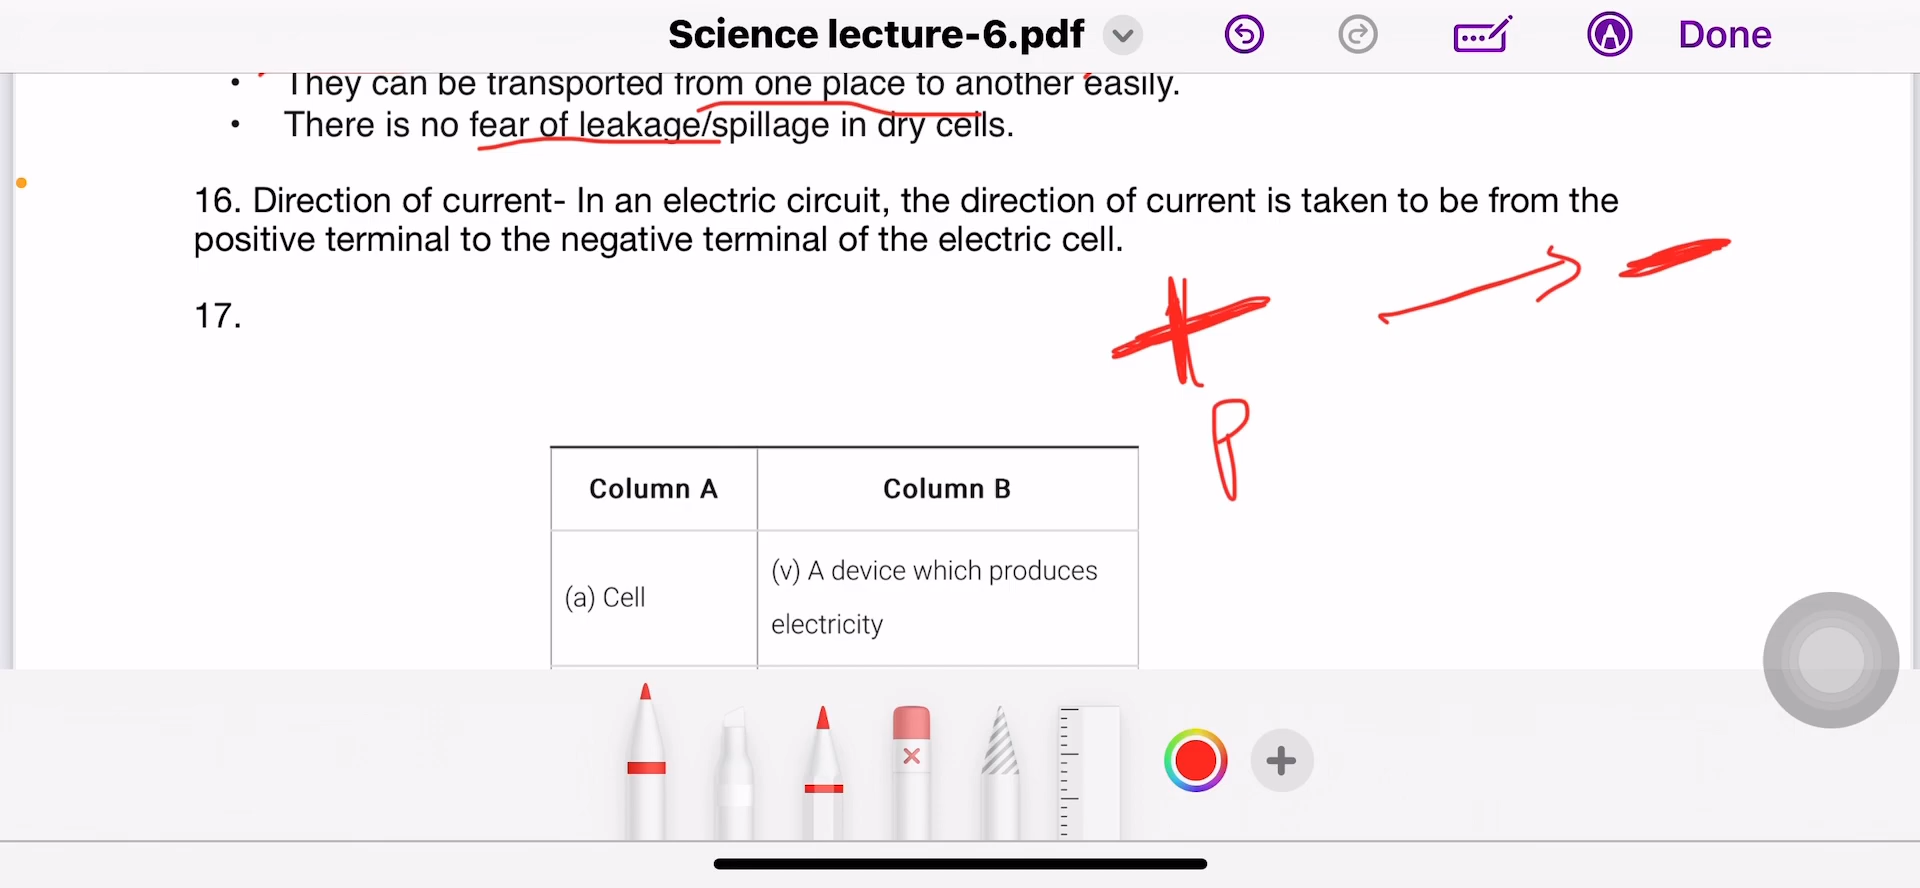 Science lecture-6.pdf
Done
• They can be transported from one place to another easily.
• There is no fear of leakage/spillage in dry cells.
16. Direction of current- In an electric circuit, the direction of current is taken to be from the
positive terminal to the negative terminal of the electric cell.
17.
+ → -
P
Column A Column B
(a) Cell (v) A device which produces
electricity